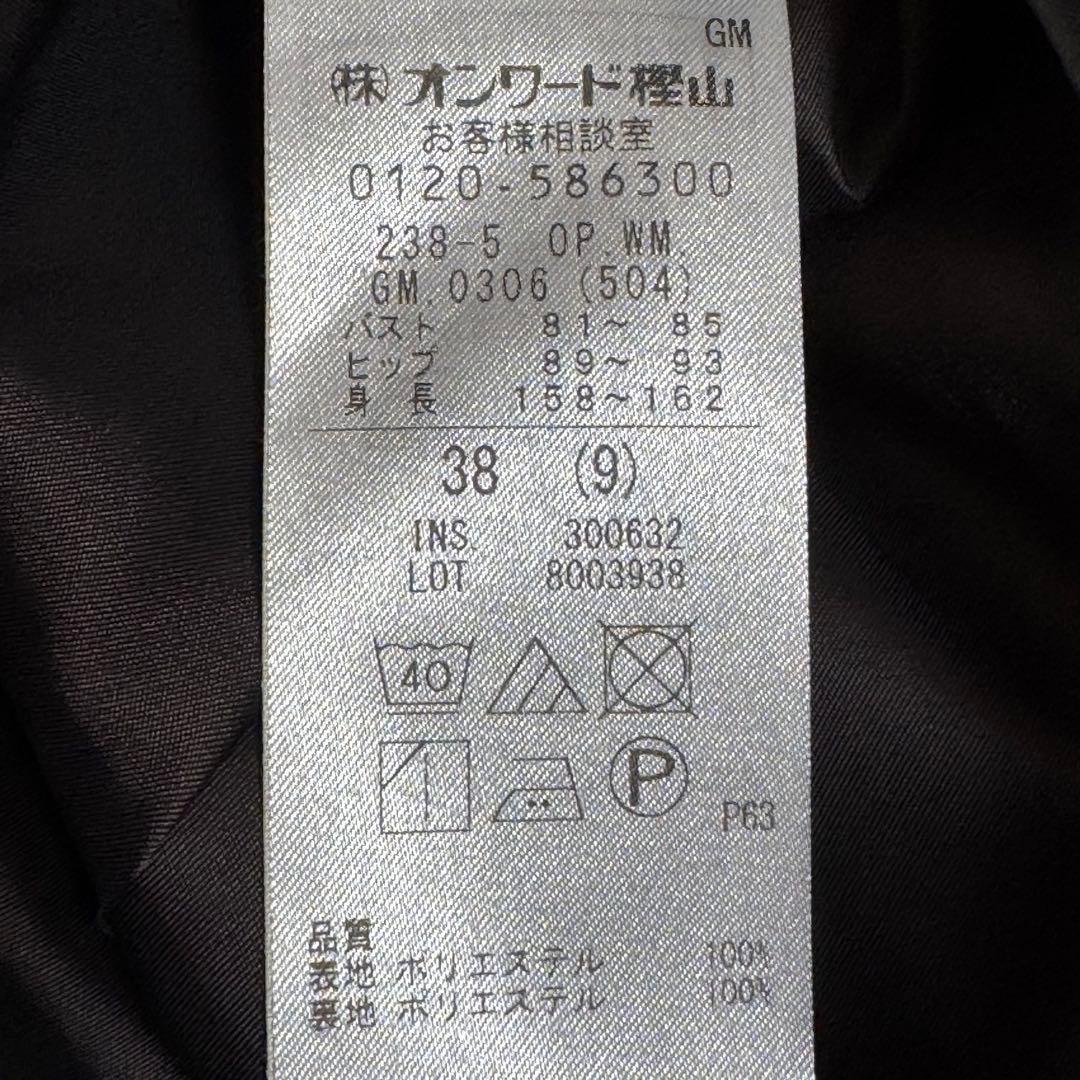 GM
㈱オンワード樫山
お客様相談室
0120-586300
238-5 OP.WM.
GM.0306 (504)
バスト 81～ 85
ヒップ 89～ 93
身 長 158～162
38 (9)
INS. 300632
LOT 8003938
40
P
P63
品質
表地 ポリエステル 100%
裏地 ポリエステル 100%